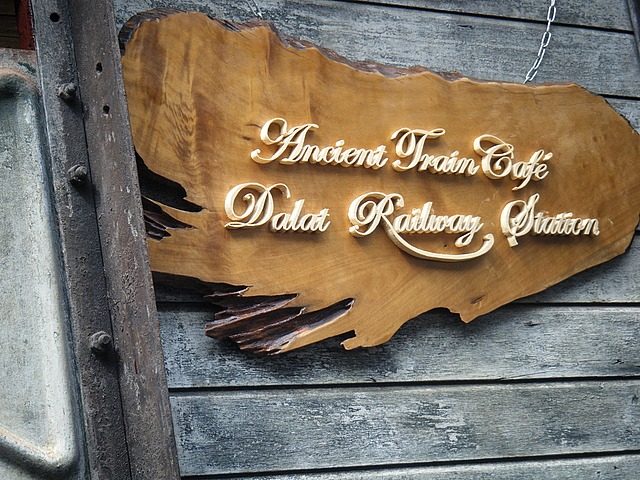 Ancient Train Café
Dalat Railway Station